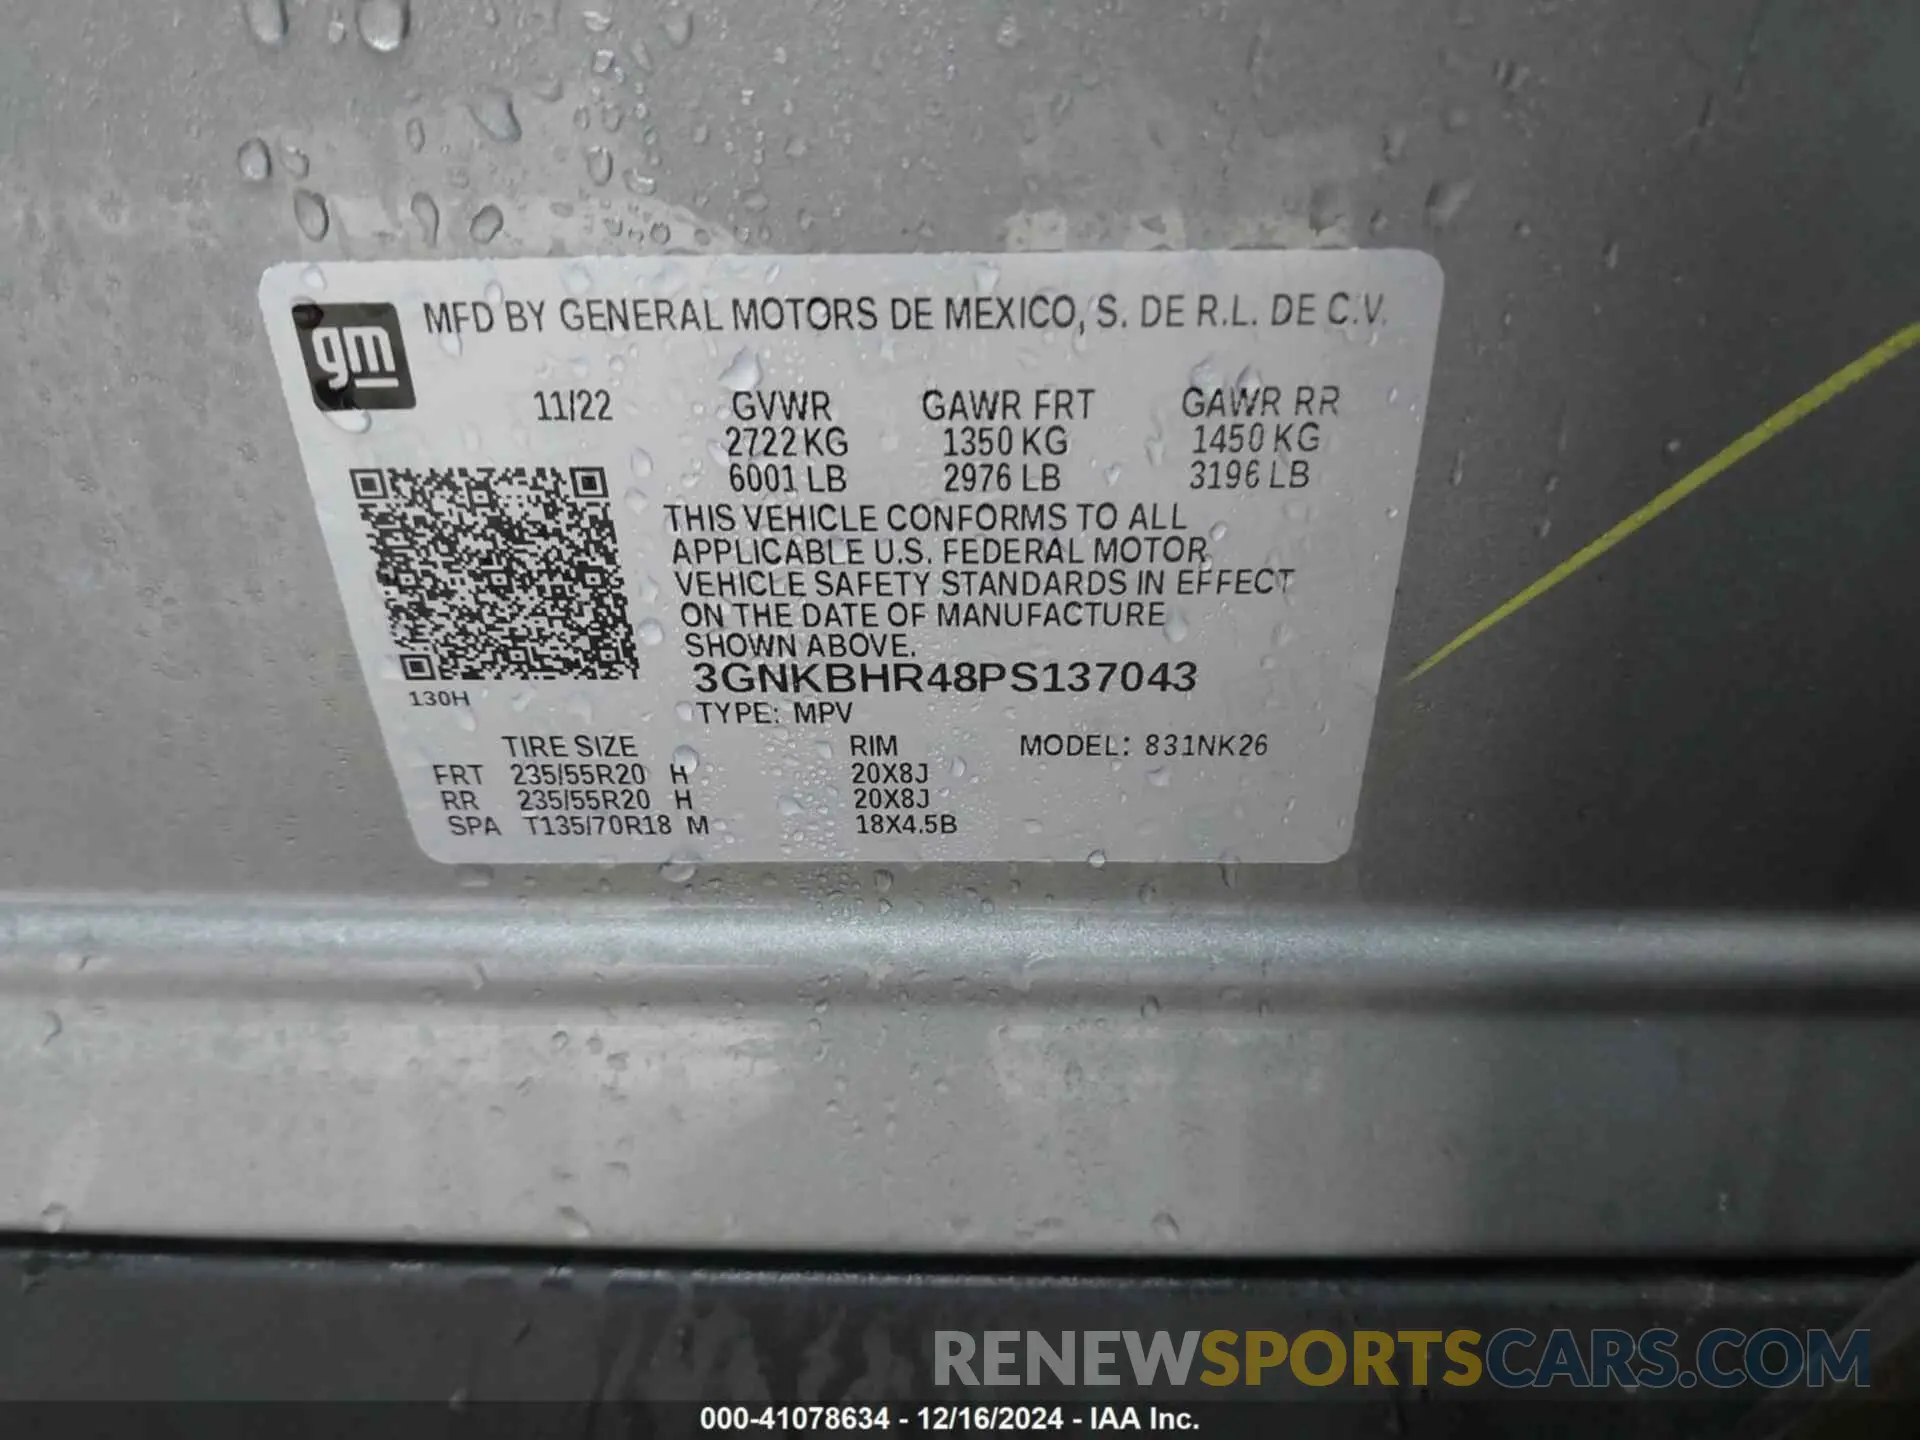 gm
MFD BY GENERAL MOTORS DE MEXICO, S. DE R.L. DE C.V.
11/22 GVWR GAWR FRT GAWR RR
2722 KG 1350 KG 1450 KG
6001 LB 2976 LB 3196 LB
THIS VEHICLE CONFORMS TO ALL
APPLICABLE U.S. FEDERAL MOTOR
VEHICLE SAFETY STANDARDS IN EFFECT
ON THE DATE OF MANUFACTURE
SHOWN ABOVE.
3GNKBHR48PS137043
130H
TYPE: MPV
TIRE SIZE RIM MODEL: 831NK26
FRT 235/55R20 H 20X8J
RR 235/55R20 H 20X8J
SPA T135/70R18 M 18X4.5B
RENEWSPORTSCARS.COM
000-41078634 - 12/16/2024 - IAA Inc.